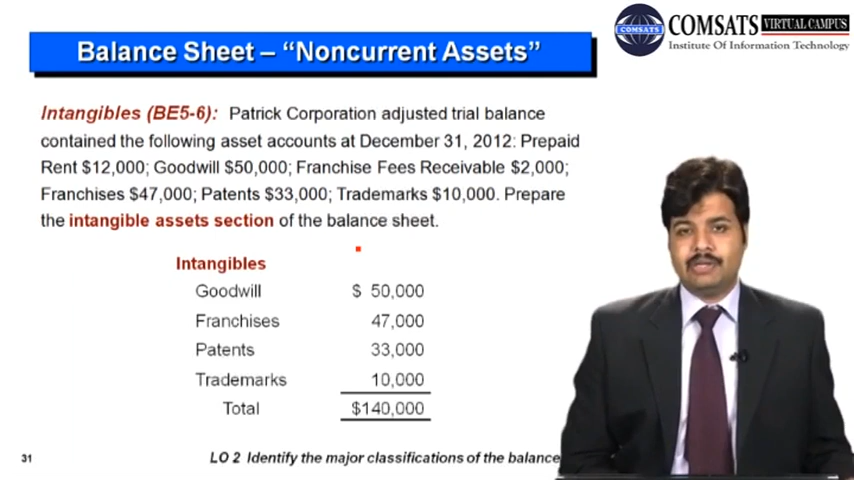 Balance Sheet – “Noncurrent Assets”
COMSATS
COMSATS VIRTUAL CAMPUS
Institute Of Information Technology
Intangibles (BE5-6): Patrick Corporation adjusted trial balance
contained the following asset accounts at December 31, 2012: Prepaid
Rent $12,000; Goodwill $50,000; Franchise Fees Receivable $2,000;
Franchises $47,000; Patents $33,000; Trademarks $10,000. Prepare
the intangible assets section of the balance sheet.
Intangibles
Goodwill $ 50,000
Franchises 47,000
Patents 33,000
Trademarks 10,000
Total $140,000
31
LO 2 Identify the major classifications of the balance